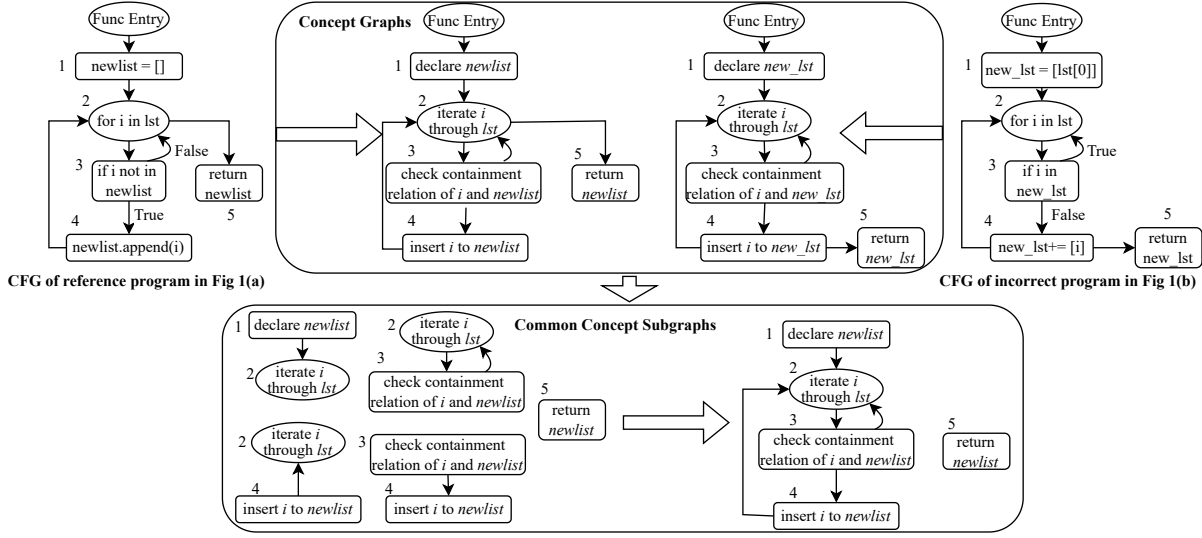 Func Entry
1
newlist = []
2
for i in lst
False
3
if i not in
newlist
return
newlist
5
True
4
newlist.append(i)
CFG of reference program in Fig 1(a)
Concept Graphs
Func Entry
1
declare newlist
2
iterate i
through lst
3
check containment
relation of i and newlist
5
return
newlist
4
insert i to newlist
Func Entry
1
declare new_lst
2
iterate i
through lst
3
check containment
relation of i and new_lst
4
insert i to new_lst
5
return
new_lst
Func Entry
1
new_lst = [lst[0]]
2
for i in lst
True
3
if i in
new_lst
False
4
new_lst+= [i]
5
return
new_lst
CFG of incorrect program in Fig 1(b)
Common Concept Subgraphs
1
declare newlist
2
iterate i
through lst
2
iterate i
through lst
3
check containment
relation of i and newlist
5
return
newlist
2
iterate i
through lst
4
insert i to newlist
3
check containment
relation of i and newlist
4
insert i to newlist
1
declare newlist
2
iterate i
through lst
3
check containment
relation of i and newlist
4
insert i to newlist
5
return
newlist